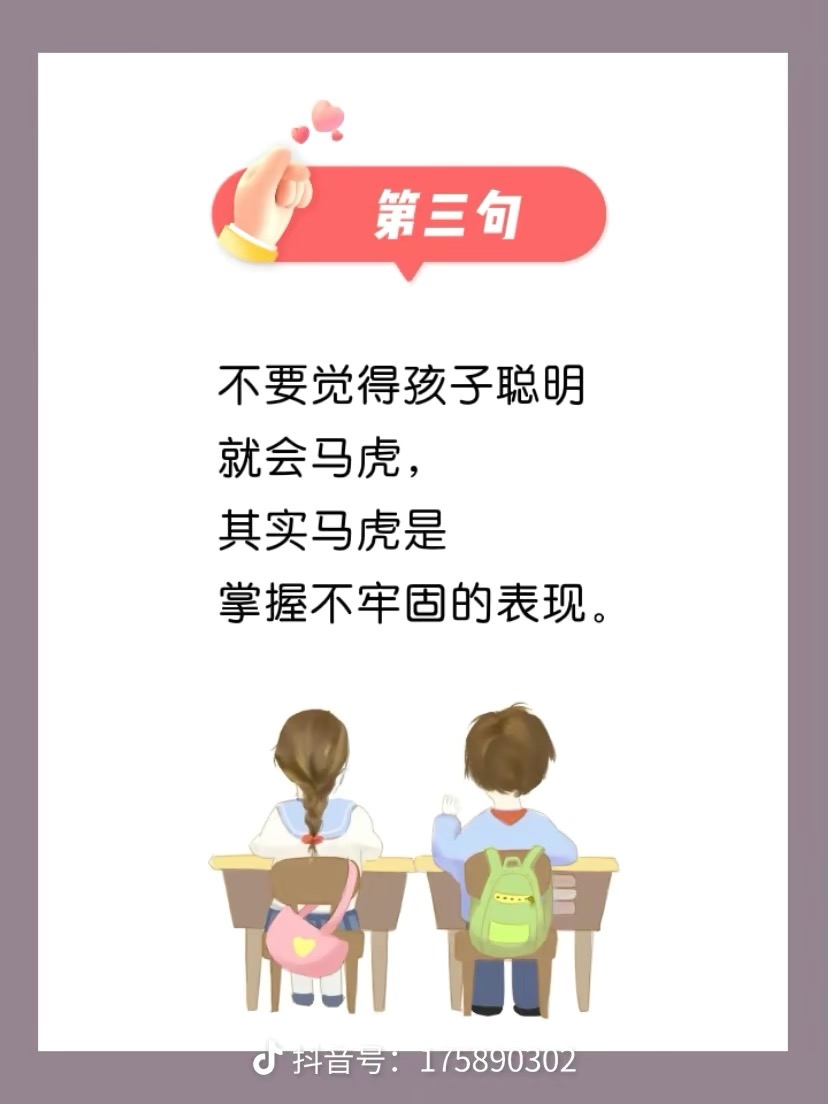 第三句
不要觉得孩子聪明
就会马虎，
其实马虎是
掌握不牢固的表现。
抖音号：175890302